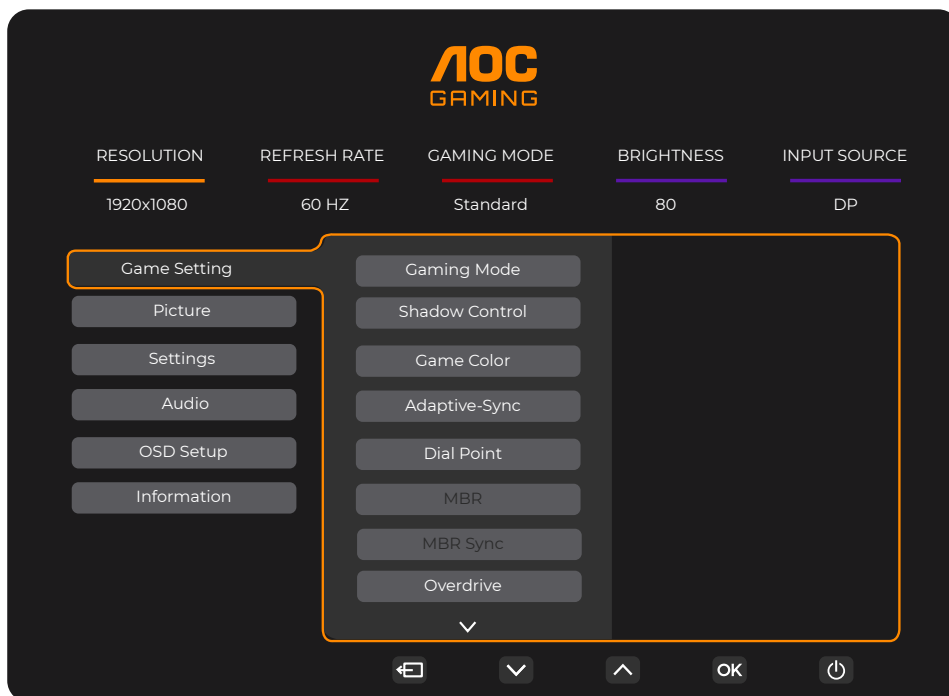 AOC
GAMING
RESOLUTION REFRESH RATE GAMING MODE BRIGHTNESS INPUT SOURCE
1920x1080 60 HZ Standard 80 DP
Game Setting
Picture
Settings
Audio
OSD Setup
Information
Gaming Mode
Shadow Control
Game Color
Adaptive-Sync
Dial Point
MBR
MBR Sync
Overdrive
OK